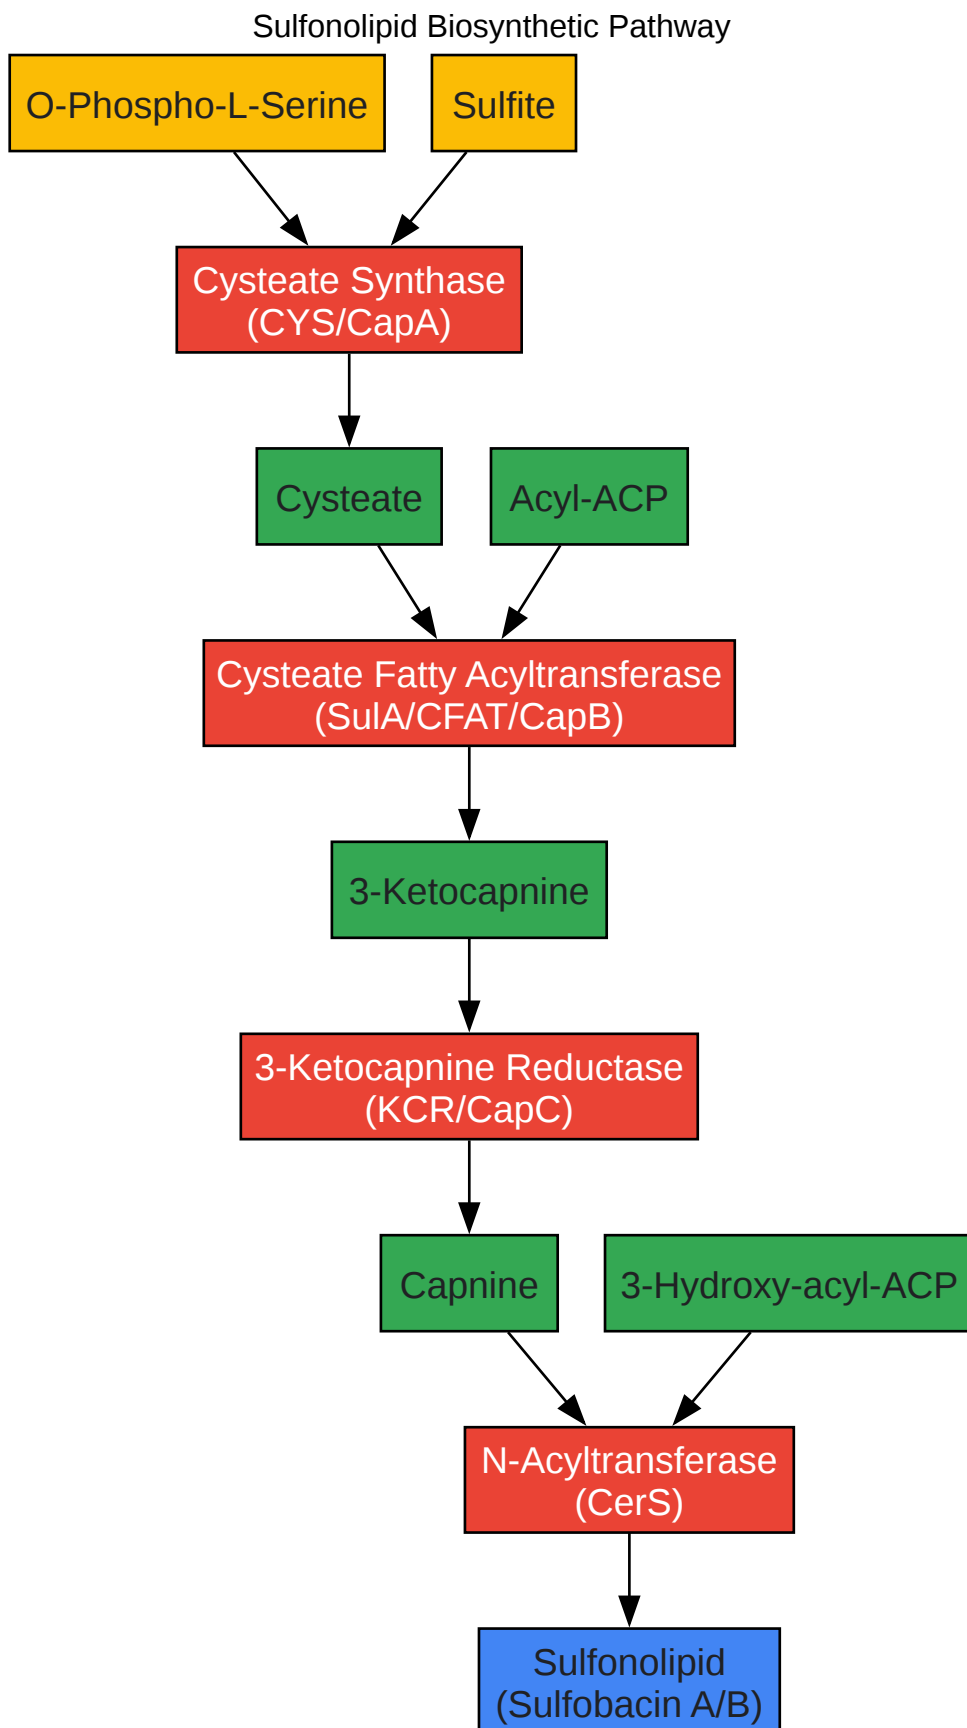 Sulfonolipid Biosynthetic Pathway
O-Phospho-L-Serine
Sulfite
Cysteate Synthase
(CYS/CapA)
Cysteate
Acyl-ACP
Cysteate Fatty Acyltransferase
(SulA/CFAT/CapB)
3-Ketocapnine
3-Ketocapnine Reductase
(KCR/CapC)
Capnine
3-Hydroxy-acyl-ACP
N-Acyltransferase
(CerS)
Sulfonolipid
(Sulfobacin A/B)